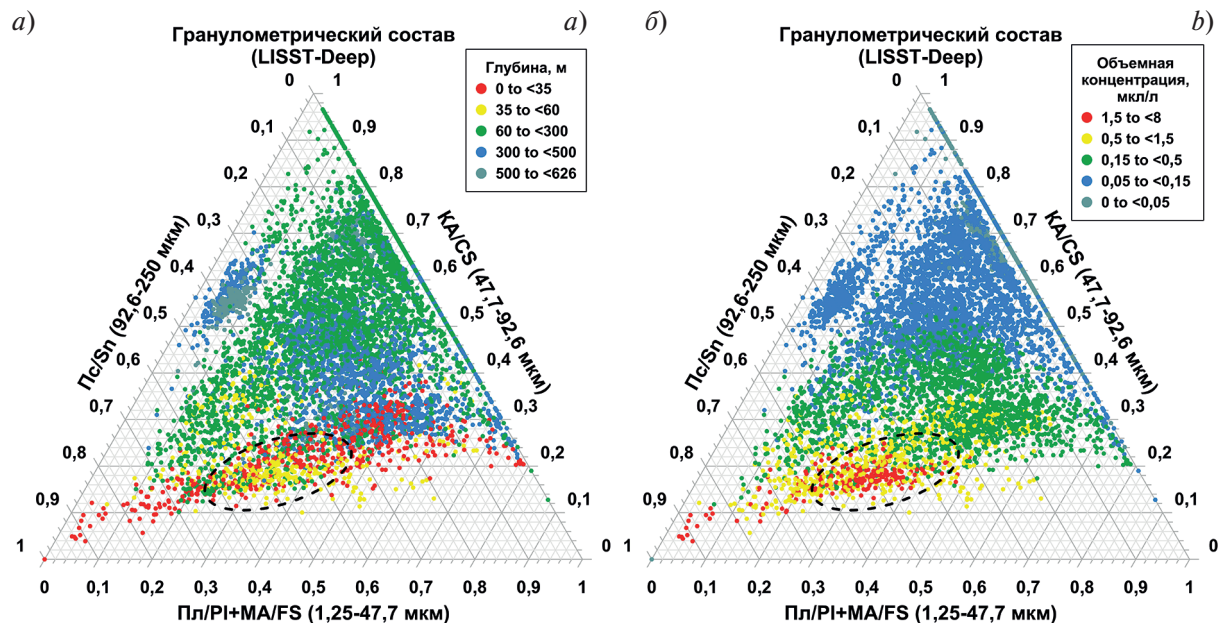 а)
a)
Гранулометрический состав
(LISST-Deep)
0
1
Глубина, м
0 to <35
35 to <60
60 to <300
300 to <500
500 to <626
0,1
0,2
0,3
0,4
0,5
0,6
0,7
0,8
0,9
1
Пс/Sn (92,6-250 мкм)
0,9
0,8
0,7
0,6
0,5
0,4
0,3
0,2
0,1
0
КА/CS (47,7-92,6 мкм)
0
0,1
0,2
0,3
0,4
0,5
0,6
0,7
0,8
0,9
1
Пл/Pl+МА/FS (1,25-47,7 мкм)
б)
b)
Гранулометрический состав
(LISST-Deep)
0
1
Объемная
концентрация,
мкл/л
1,5 to <8
0,5 to <1,5
0,15 to <0,5
0,05 to <0,15
0 to <0,05
0,1
0,2
0,3
0,4
0,5
0,6
0,7
0,8
0,9
1
Пс/Sn (92,6-250 мкм)
0,9
0,8
0,7
0,6
0,5
0,4
0,3
0,2
0,1
0
КА/CS (47,7-92,6 мкм)
0
0,1
0,2
0,3
0,4
0,5
0,6
0,7
0,8
0,9
1
Пл/Pl+МА/FS (1,25-47,7 мкм)